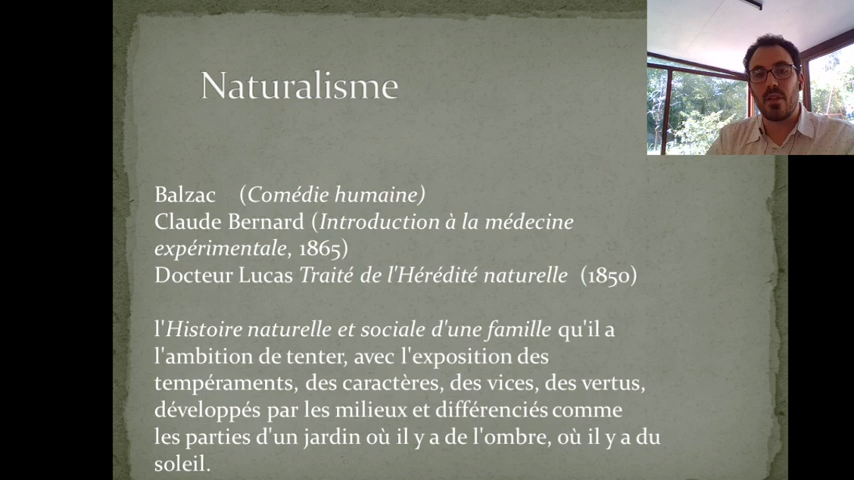 Naturalisme
Balzac (Comédie humaine)
Claude Bernard (Introduction à la médecine
expérimentale, 1865)
Docteur Lucas Traité de l'Hérédité naturelle (1850)
l'Histoire naturelle et sociale d'une famille qu'il a
l'ambition de tenter, avec l'exposition des
tempéraments, des caractères, des vices, des vertus,
développés par les milieux et différenciés comme
les parties d'un jardin où il y a de l'ombre, où il y a du
soleil.